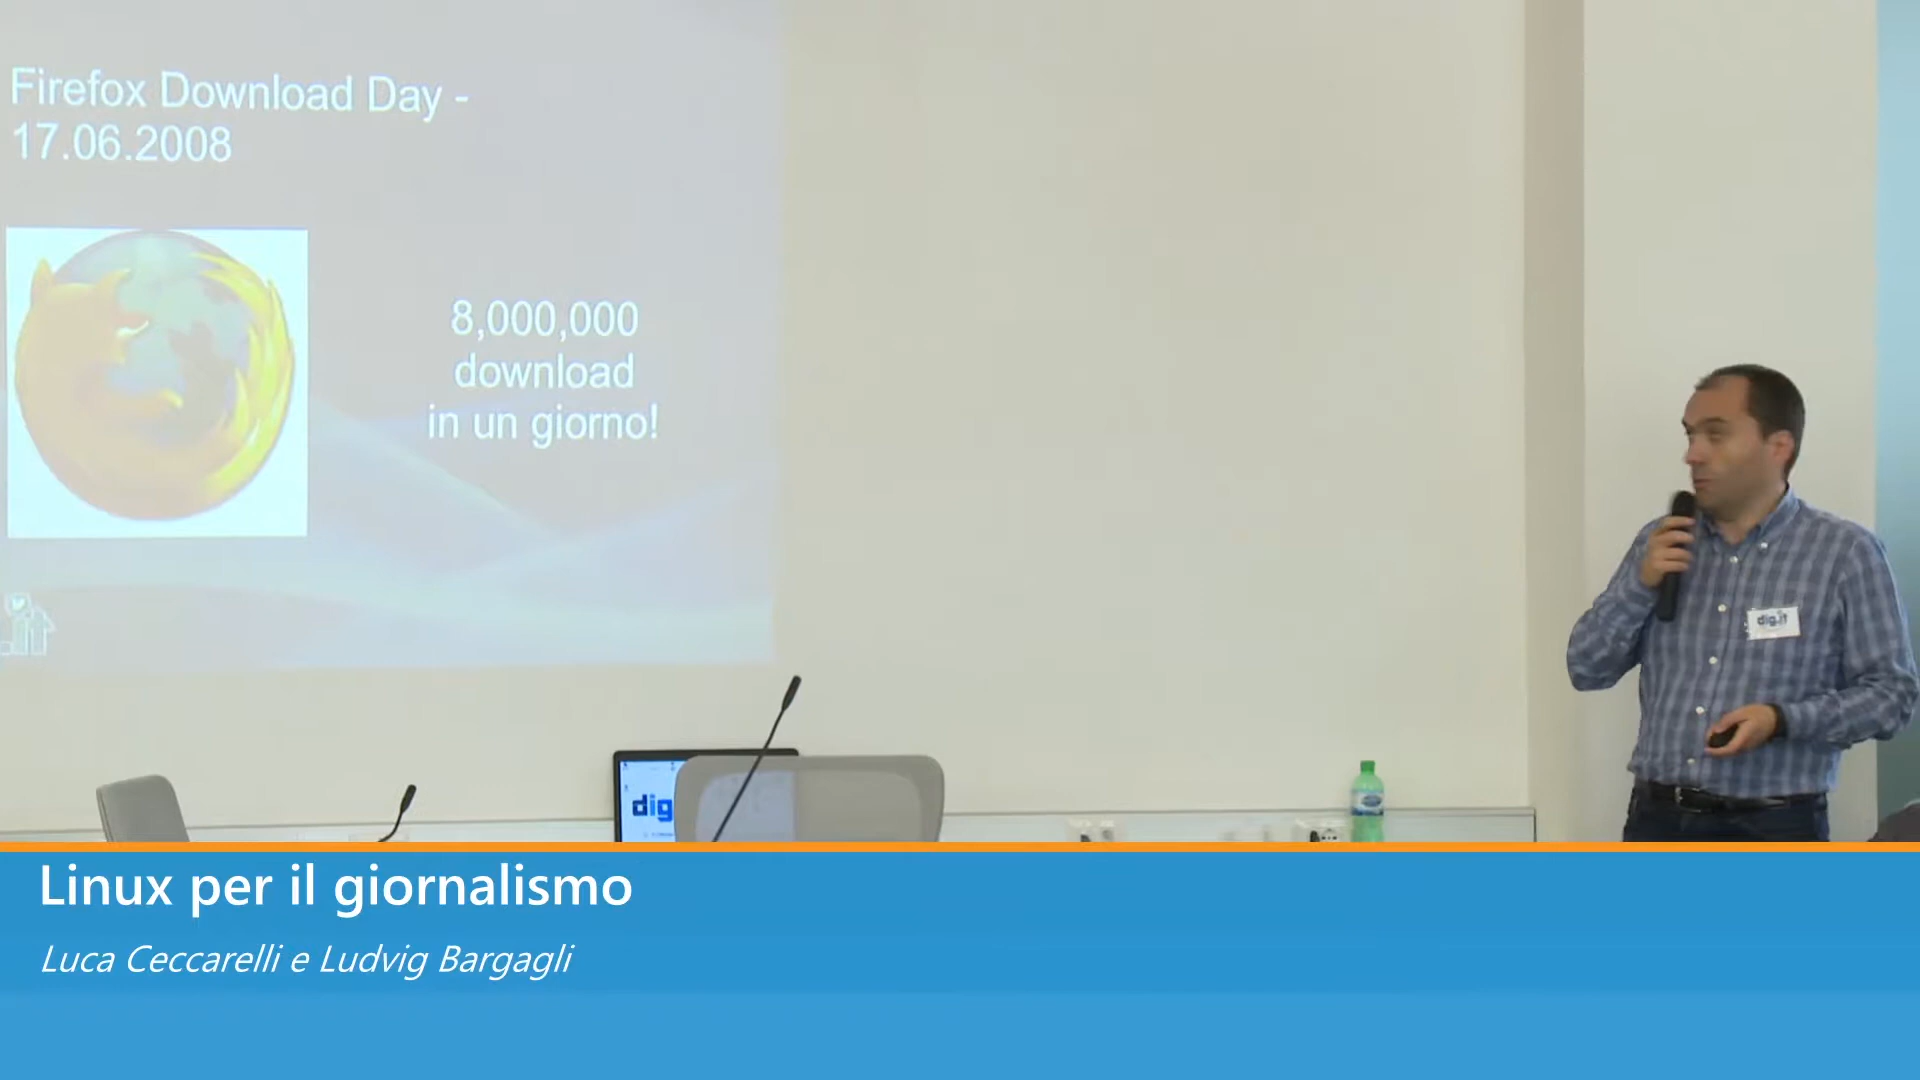 Firefox Download Day -
17.06.2008
8,000,000
download
in un giorno!
dig.it
dig
Linux per il giornalismo
Luca Ceccarelli e Ludvig Bargagli